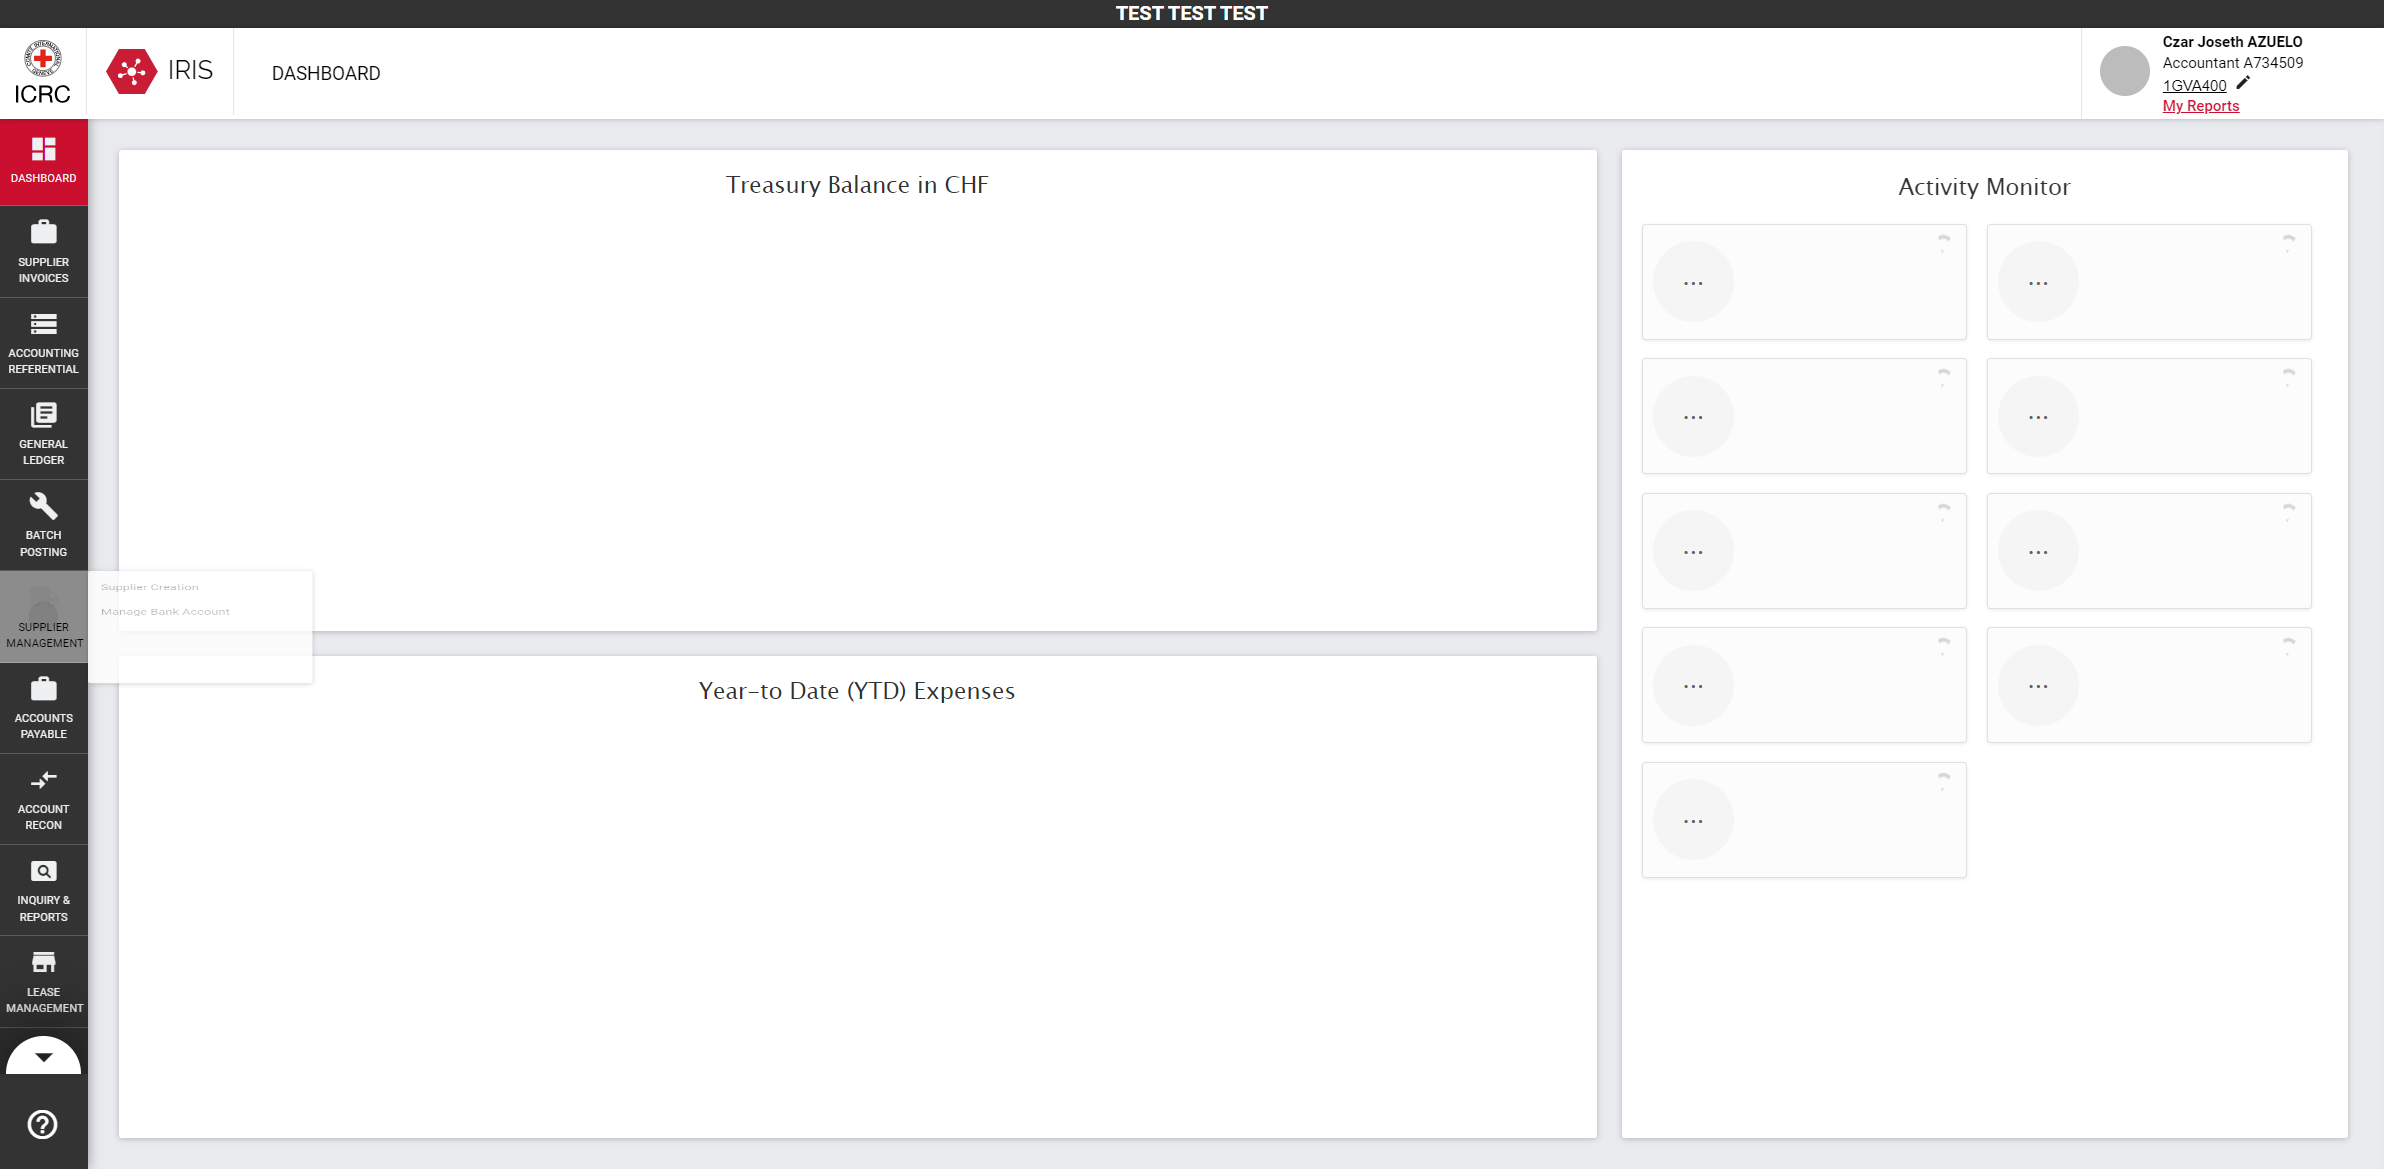 TEST TEST TEST
ICRC
IRIS
DASHBOARD
Czar Joseth AZUELO
Accountant A734509
1GVA400
My Reports
DASHBOARD
SUPPLIER
INVOICES
ACCOUNTING
REFERENTIAL
GENERAL
LEDGER
BATCH
POSTING
SUPPLIER
MANAGEMENT
Supplier Creation
Manage Bank Account
ACCOUNTS
PAYABLE
ACCOUNT
RECON
INQUIRY &
REPORTS
LEASE
MANAGEMENT
Treasury Balance in CHF
Year-to Date (YTD) Expenses
Activity Monitor
...
...
...
...
...
...
...
...
...